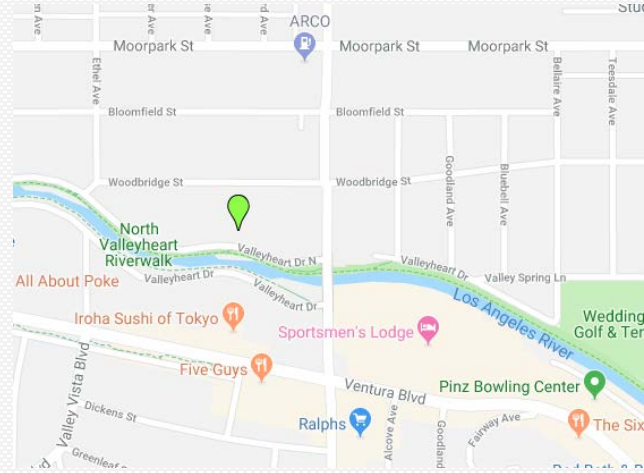 Stu
ARCO
Moorpark St
Moorpark St
Moorpark St
Ethel Ave
Bellaire Ave
Teesdale Ave
Bloomfield St
Bloomfield St
Goodland Ave
Bluebell Ave
Woodbridge St
Woodbridge St
North
Valleyheart
Riverwalk
Valleyheart Dr N
Valleyheart Dr
Valleyheart Dr
Valleyheart Dr
Valley Spring Ln
All About Poke
Los Angeles River
Iroha Sushi of Tokyo
Sportsmen's Lodge
Wedding
Golf & Ter
Valley Vista Blvd
Five Guys
Ventura Blvd
Pinz Bowling Center
Dickens St
Ralphs
Alcove Ave
Goodland
Fairway Ave
The Six
Greenleaf